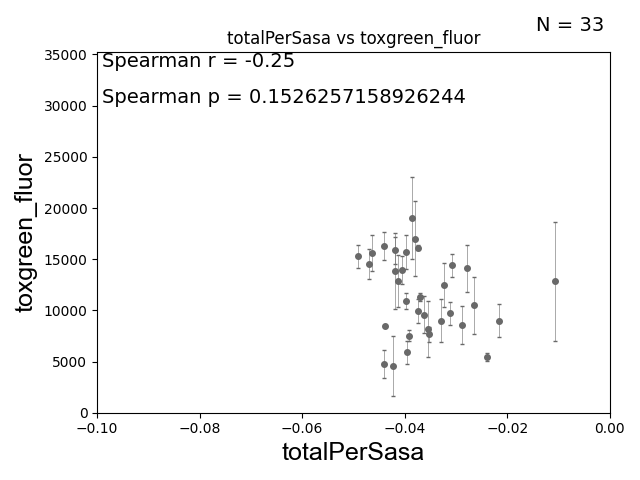 N = 33
totalPerSasa vs toxgreen_fluor
Spearman r = -0.25
Spearman p = 0.1526257158926244
35000
30000
25000
20000
15000
10000
5000
0
toxgreen_fluor
−0.10 −0.08 −0.06 −0.04 −0.02 0.00
totalPerSasa